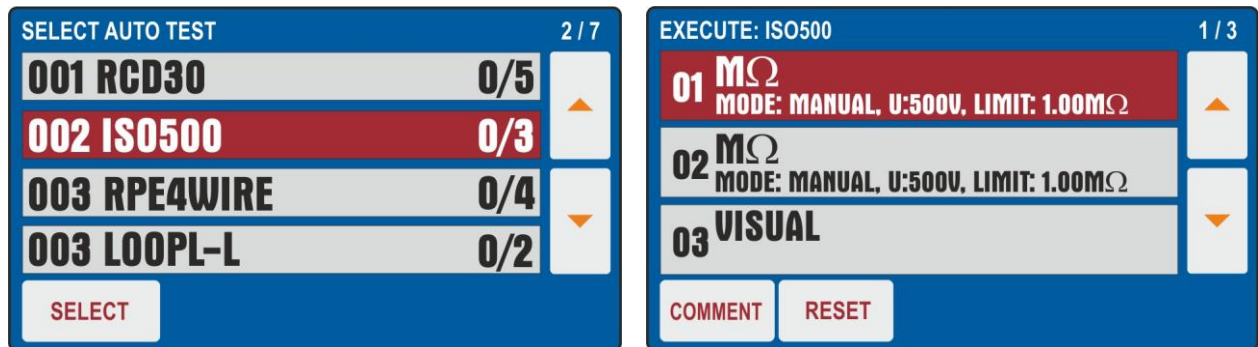 SELECT AUTO TEST 2 / 7
001 RCD30 0/5
002 ISO500 0/3
003 RPE4WIRE 0/4
003 LOOPL-L 0/2
SELECT
EXECUTE: ISO500 1 / 3
01 MΩ
MODE: MANUAL, U:500V, LIMIT: 1.00MΩ
02 MΩ
MODE: MANUAL, U:500V, LIMIT: 1.00MΩ
03 VISUAL
COMMENT RESET